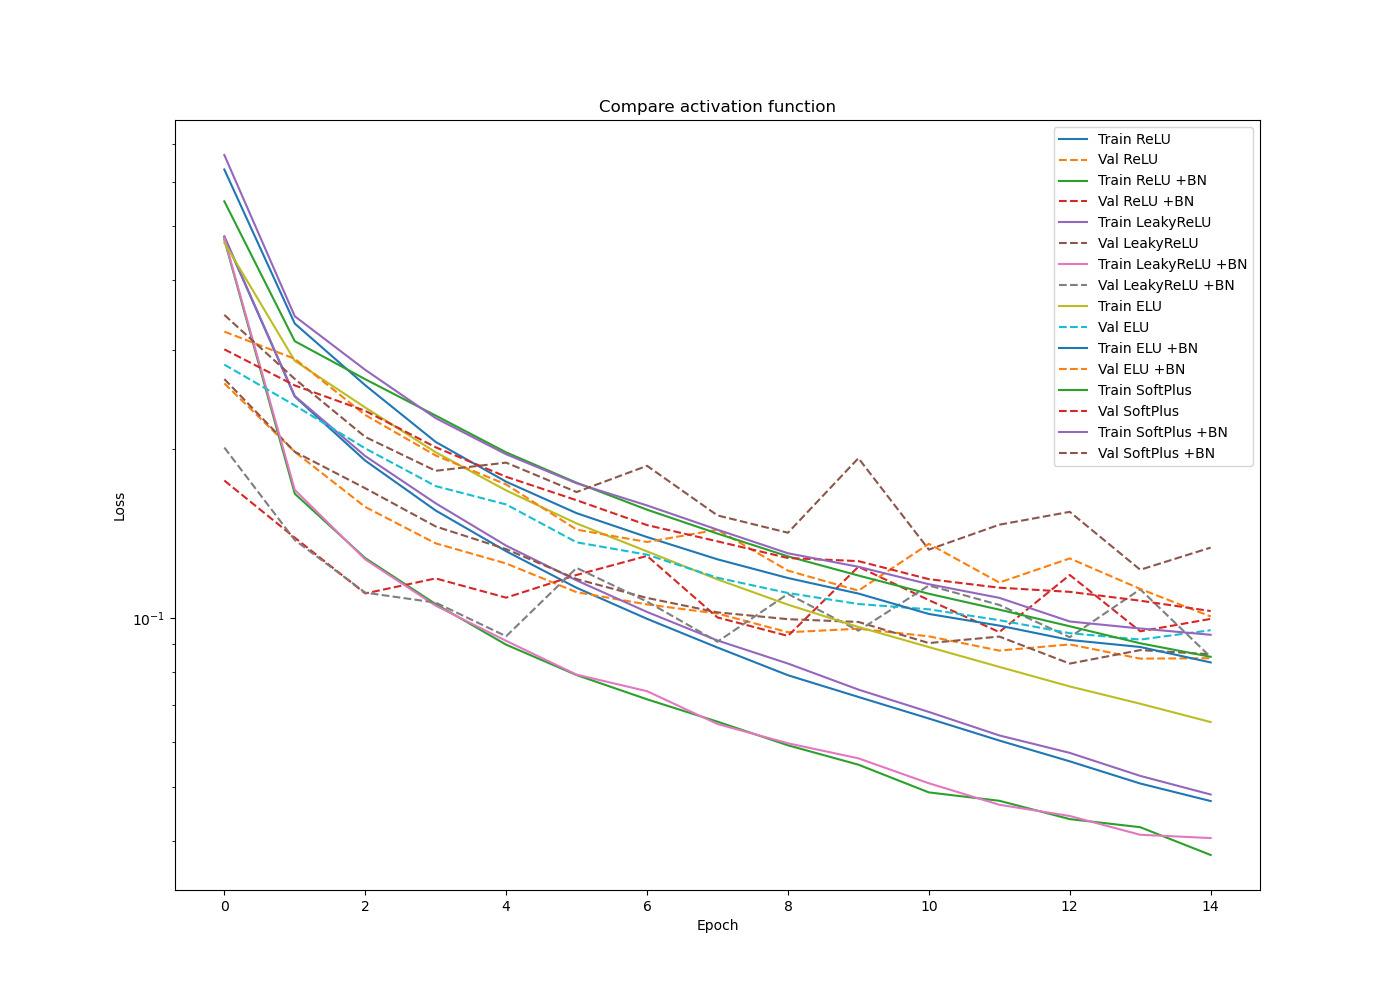 Compare activation function
Train ReLU
Val ReLU
Train ReLU +BN
Val ReLU +BN
Train LeakyReLU
Val LeakyReLU
Train LeakyReLU +BN
Val LeakyReLU +BN
Train ELU
Val ELU
Train ELU +BN
Val ELU +BN
Train SoftPlus
Val SoftPlus
Train SoftPlus +BN
Val SoftPlus +BN
Loss
10⁻¹
0 2 4 6 8 10 12 14
Epoch